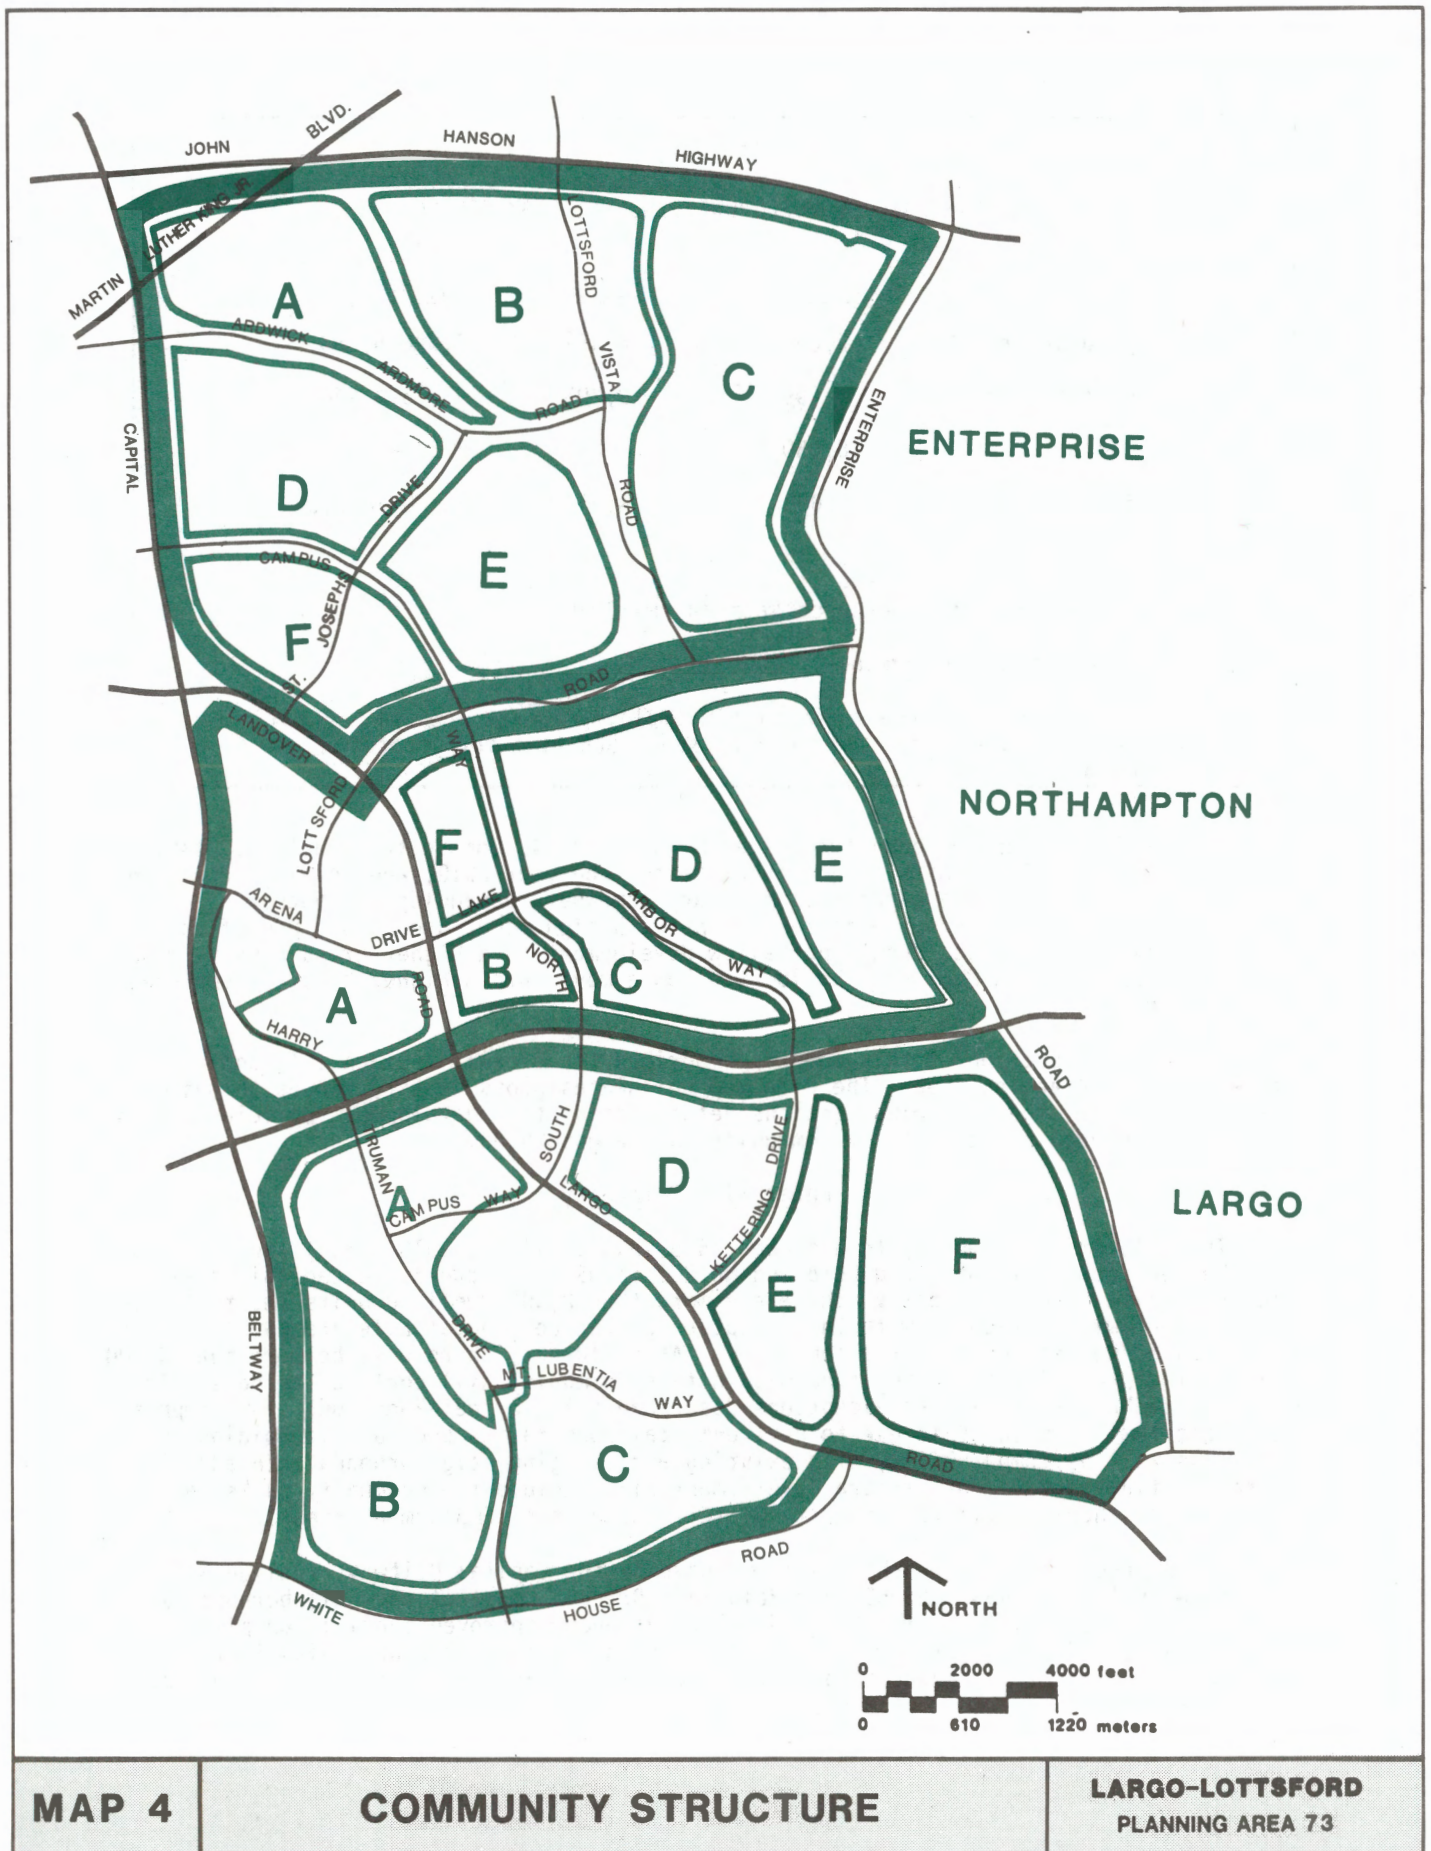 BLVD.
JOHN
HANSON
HIGHWAY
MARTIN
LUTHER KING JR
LOTTSFORD
VISTA
ROAD
A
B
C
ARDWICK
ARDMORE
ROAD
ENTERPRISE
ENTERPRISE
CAPITAL
D
DRIVE
E
CAMPUS
F
ST.
JOSEPHS
ROAD
LANDOVER
WAY
NORTHAMPTON
LOTTSFORD
F
D
E
ARENA
DRIVE
LAKE
ARBOR
WAY
ROAD
B
NORTH
C
A
HARRY
ROAD
TRUMAN
SOUTH
DRIVE
A
CAMPUS WAY
LARGO
D
KETTERING
LARGO
F
E
BELTWAY
DRIVE
MT. LUBENTIA
WAY
C
ROAD
B
ROAD
WHITE
HOUSE
NORTH
0 2000 4000 feet
0 610 1220 meters
MAP 4
COMMUNITY STRUCTURE
LARGO-LOTTSFORD
PLANNING AREA 73